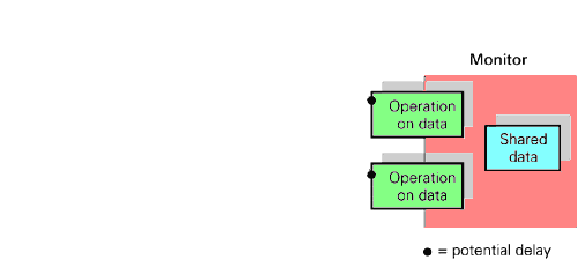 Monitor
Operation
on data
Shared
data
Operation
on data
= potential delay